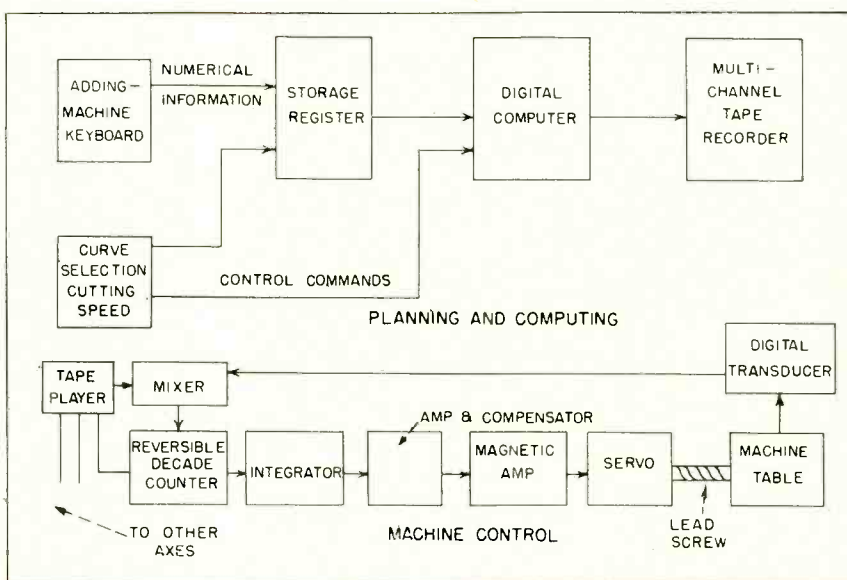 ADDING-
MACHINE
KEYBOARD
NUMERICAL
INFORMATION
STORAGE
REGISTER
DIGITAL
COMPUTER
MULTI-
CHANNEL
TAPE
RECORDER
CURVE
SELECTION
CUTTING
SPEED
CONTROL COMMANDS
PLANNING AND COMPUTING
DIGITAL
TRANSDUCER
TAPE
PLAYER
MIXER
AMP & COMPENSATOR
REVERSIBLE
DECADE
COUNTER
INTEGRATOR
MAGNETIC
AMP
SERVO
MACHINE
TABLE
TO OTHER
AXES
MACHINE CONTROL
LEAD
SCREW